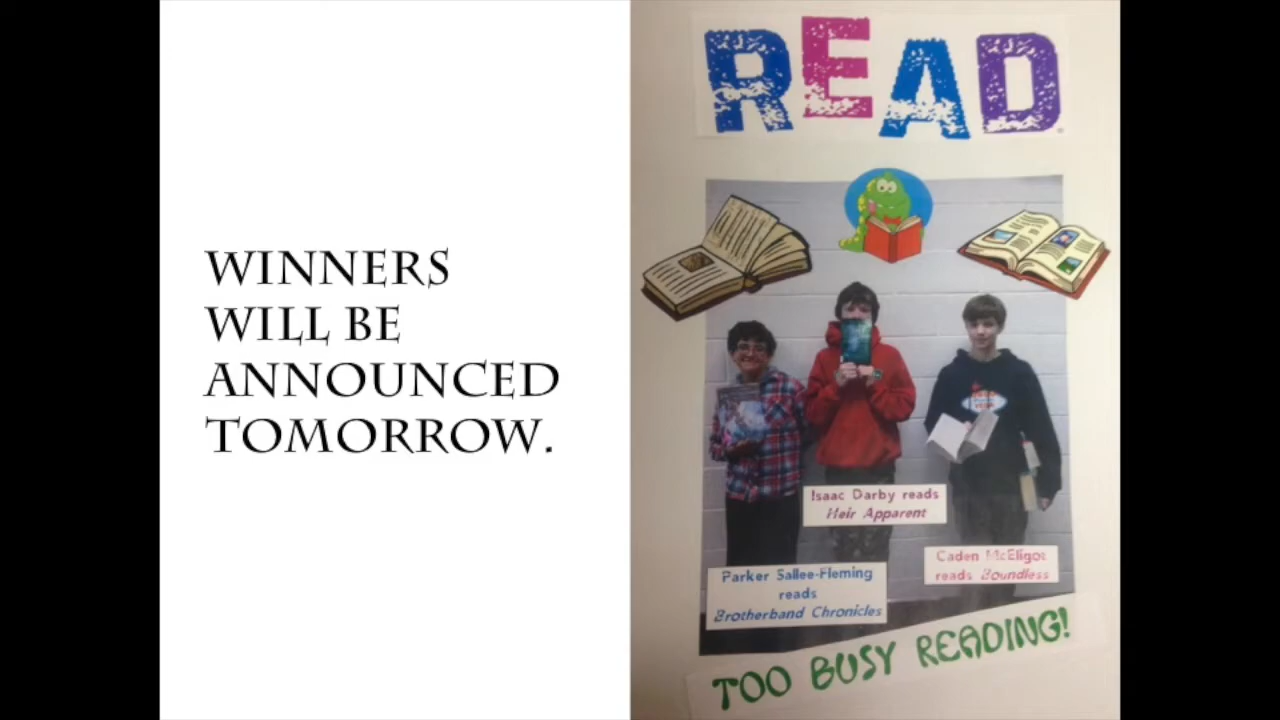 WINNERS
WILL BE
ANNOUNCED
TOMORROW.
READ
Isaac Darby reads
Heir Apparent
Caden McEligot
reads Boundless
Parker Sallee-Fleming
reads
Brotherband Chronicles
TOO BUSY READING!